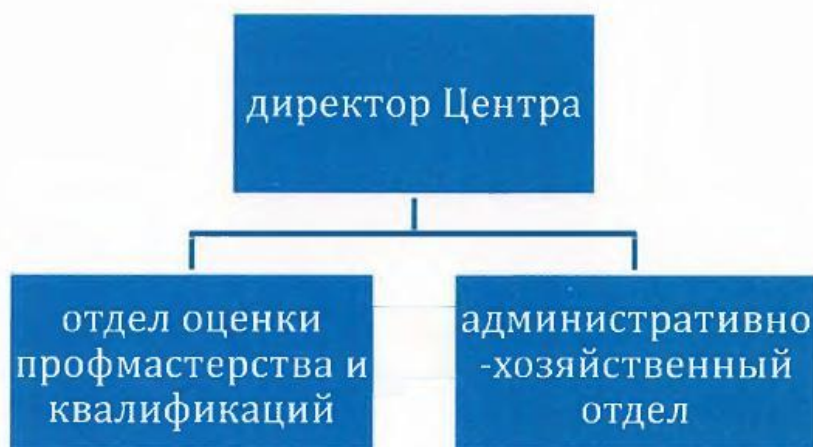 директор Центра
отдел оценки
профмастерства и
квалификаций
административно
-хозяйственный
отдел